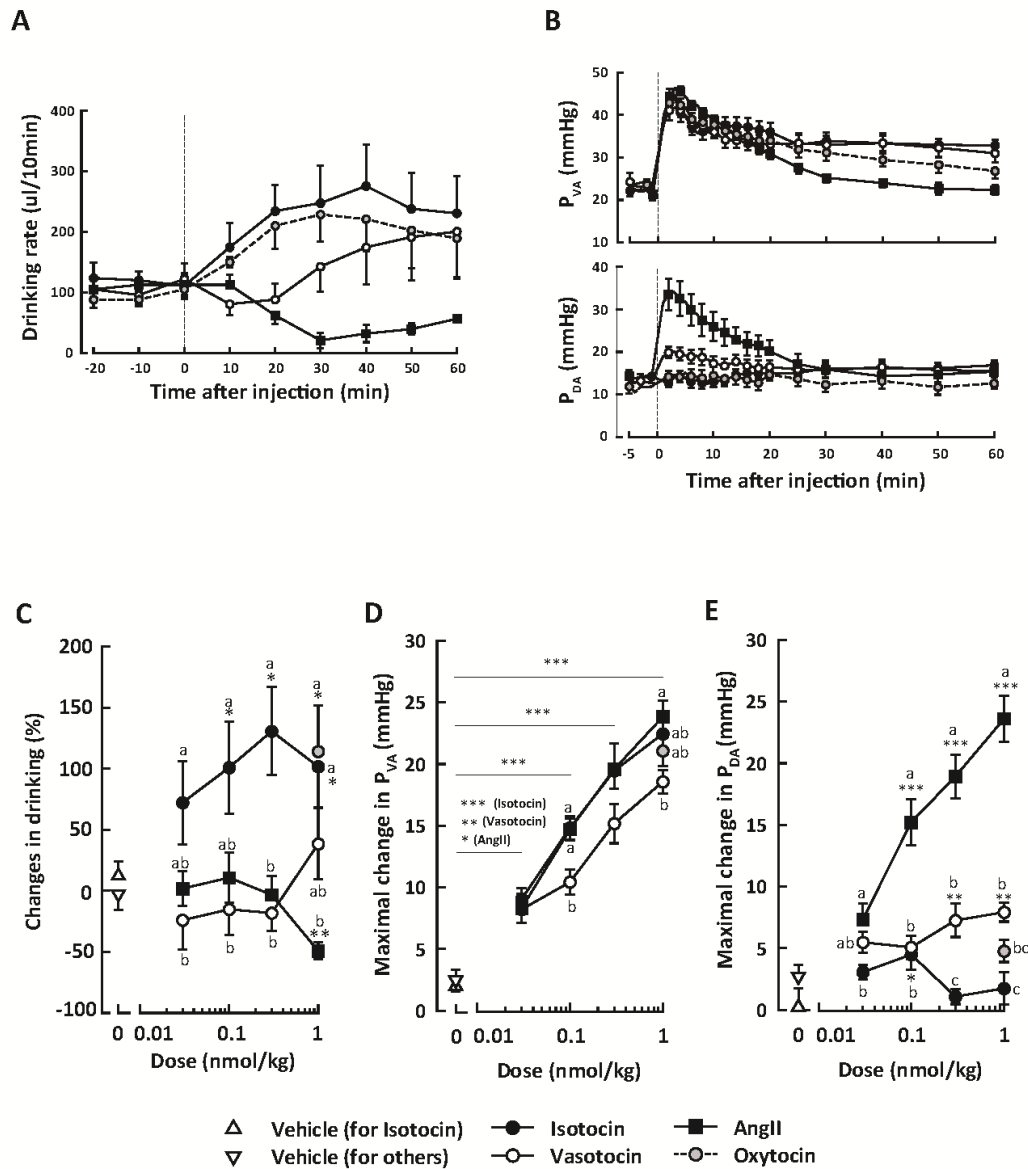 A
B
Drinking rate (ul/10min)
400
300
200
100
0
-20 -10 0 10 20 30 40 50 60
Time after injection (min)
PVA (mmHg)
50
40
30
20
10
PDA (mmHg)
40
30
20
10
0
-5 0 10 20 30 40 50 60
Time after injection (min)
C
D
E
Changes in drinking (%)
200
150
100
50
0
-50
-100
a
a
*
a
*
a
*
a
*
ab
ab
b
ab
b
b
b
b
**
0 0.01 0.1 1
Dose (nmol/kg)
Maximal change in PVA (mmHg)
30
25
20
15
10
5
0
***
***
***
*** (Isotocin)
** (Vasotocin)
* (AngII)
a
a
b
a
ab
ab
b
0 0.01 0.1 1
Dose (nmol/kg)
Maximal change in PDA (mmHg)
30
25
20
15
10
5
0
a
***
a
***
a
***
a
ab
b
b
*
b
b
**
c
b
**
bc
c
0 0.01 0.1 1
Dose (nmol/kg)
Vehicle (for Isotocin) Isotocin AngII
Vehicle (for others) Vasotocin Oxytocin